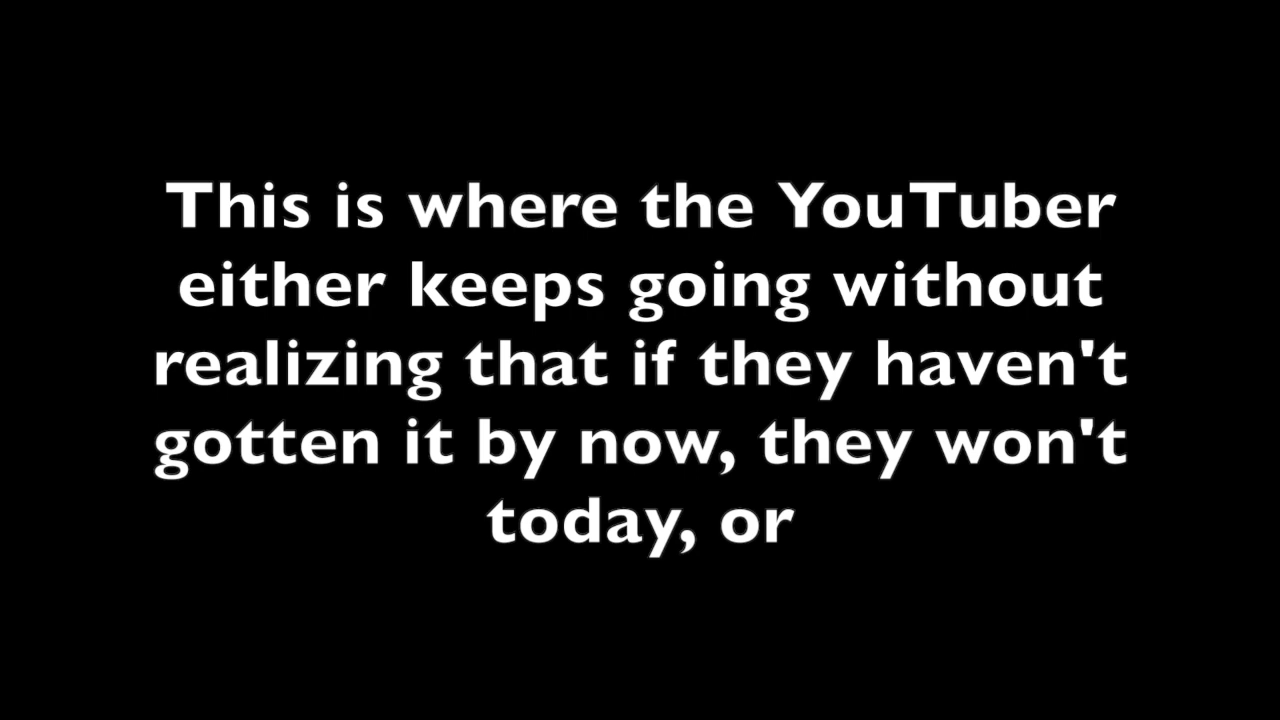 This is where the YouTuber
either keeps going without
realizing that if they haven't
gotten it by now, they won't
today, or